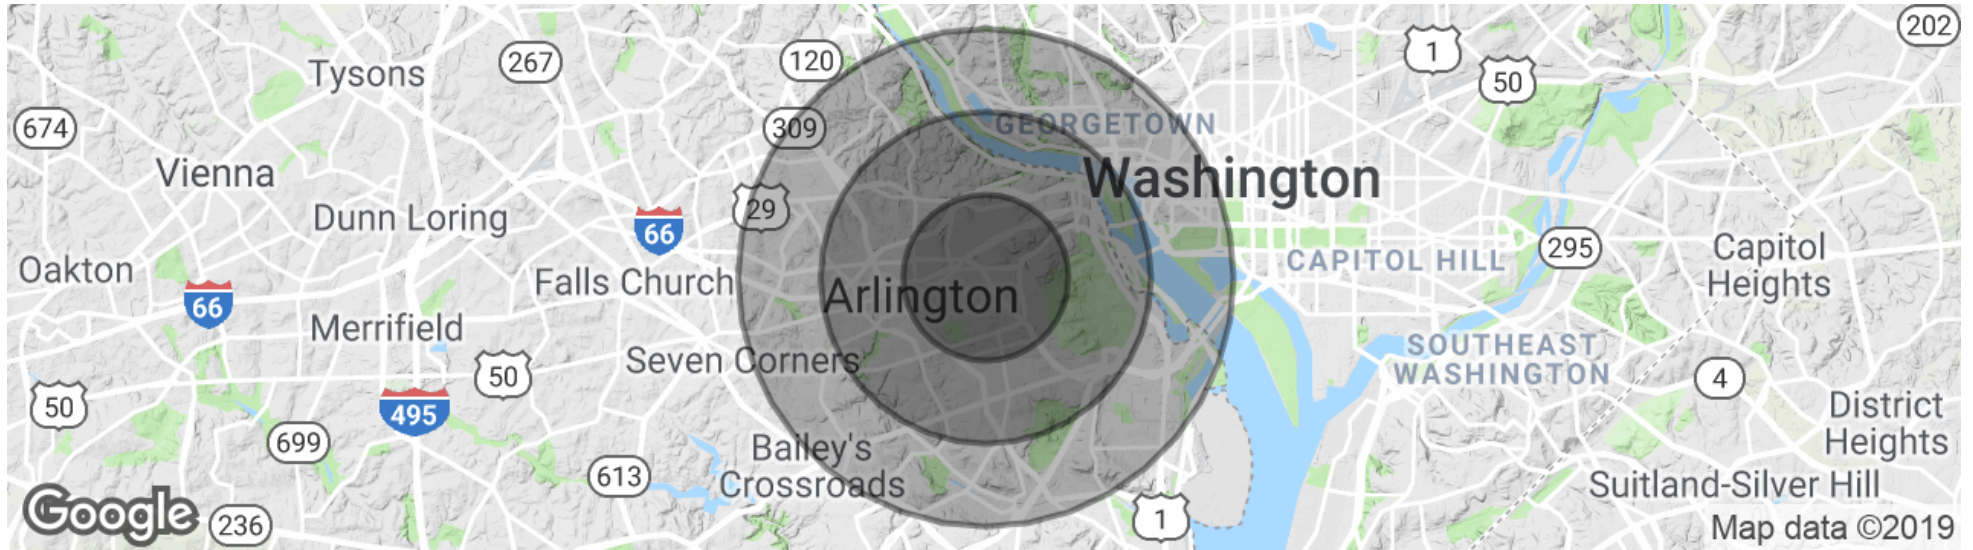 202
1
120
267
Tysons
50
GEORGETOWN
674
309
Vienna
Washington
29
Dunn Loring
66
295
Capitol
Heights
CAPITOL HILL
Oakton
Falls Church
66
Arlington
Merrifield
SOUTHEAST
WASHINGTON
Seven Corners
50
4
50
495
District
Heights
699
Bailey's
Crossroads
613
Suitland-Silver Hill
Google
236
1
Map data ©2019